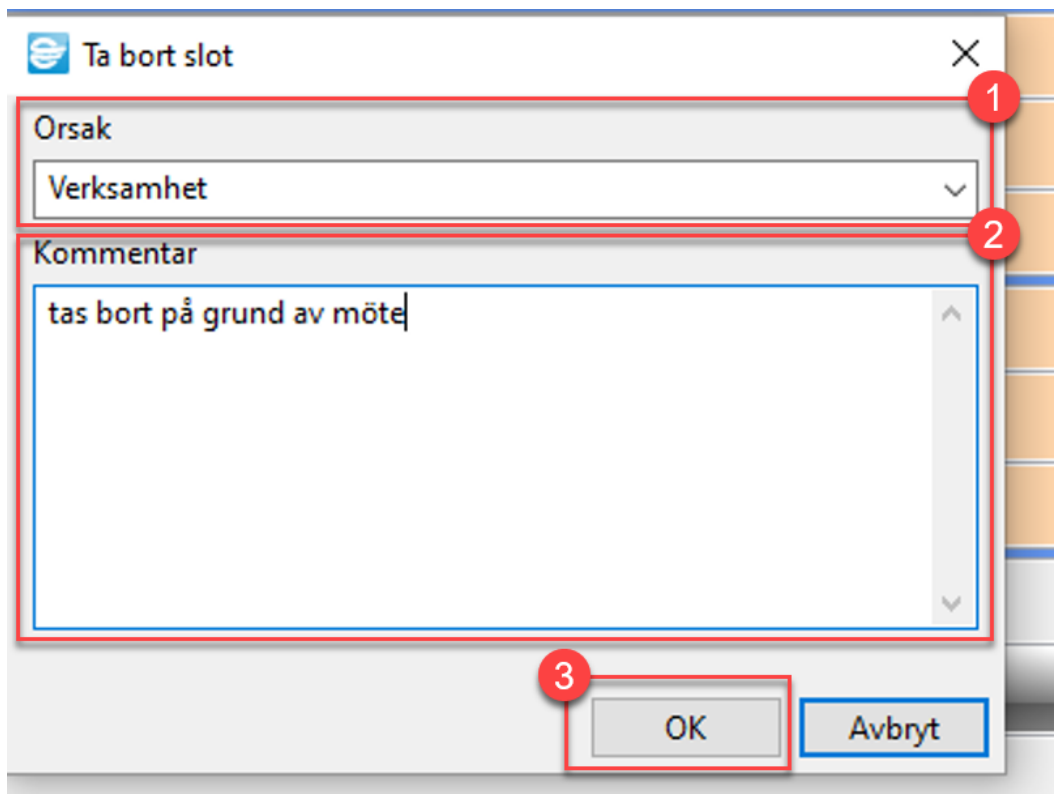 Ta bort slot
1
Orsak
Verksamhet
2
Kommentar
tas bort på grund av möte
3
OK
Avbryt